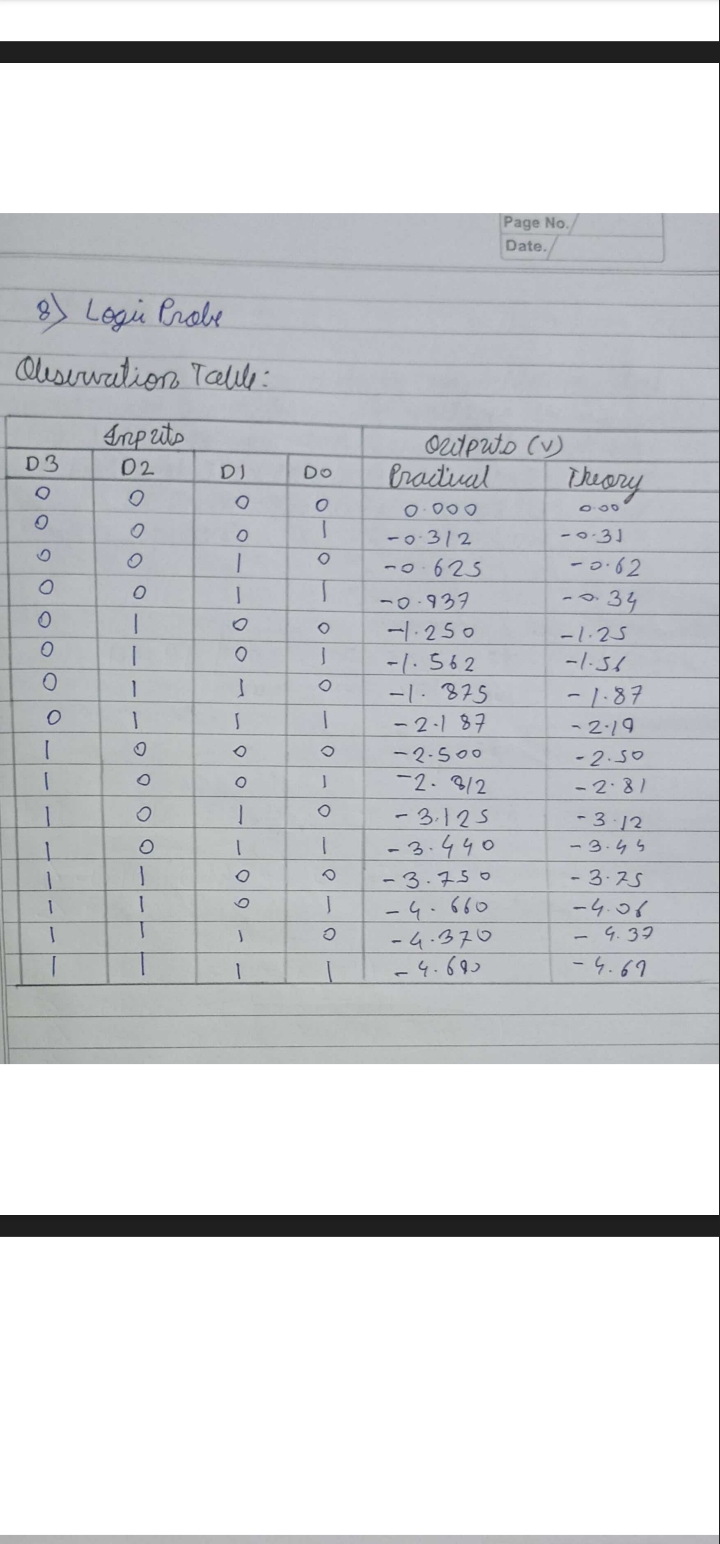 Page No.
Date.
8) Logic Probe
Observation Table:
Inputs Outputs (V)
D3 D2 D1 D0 Practical Theory
0 0 0 0 0.000 0.00
0 0 0 1 -0.312 -0.31
0 0 1 0 -0.625 -0.62
0 0 1 1 -0.937 -0.34
0 1 0 0 -1.250 -1.25
0 1 0 1 -1.562 -1.56
0 1 1 0 -1.875 -1.87
0 1 1 1 -2.187 -2.19
1 0 0 0 -2.500 -2.50
1 0 0 1 -2.812 -2.81
1 0 1 0 -3.125 -3.12
1 0 1 1 -3.440 -3.44
1 1 0 0 -3.750 -3.75
1 1 0 1 -4.660 -4.06
1 1 1 0 -4.370 -4.37
1 1 1 1 -4.690 -4.69